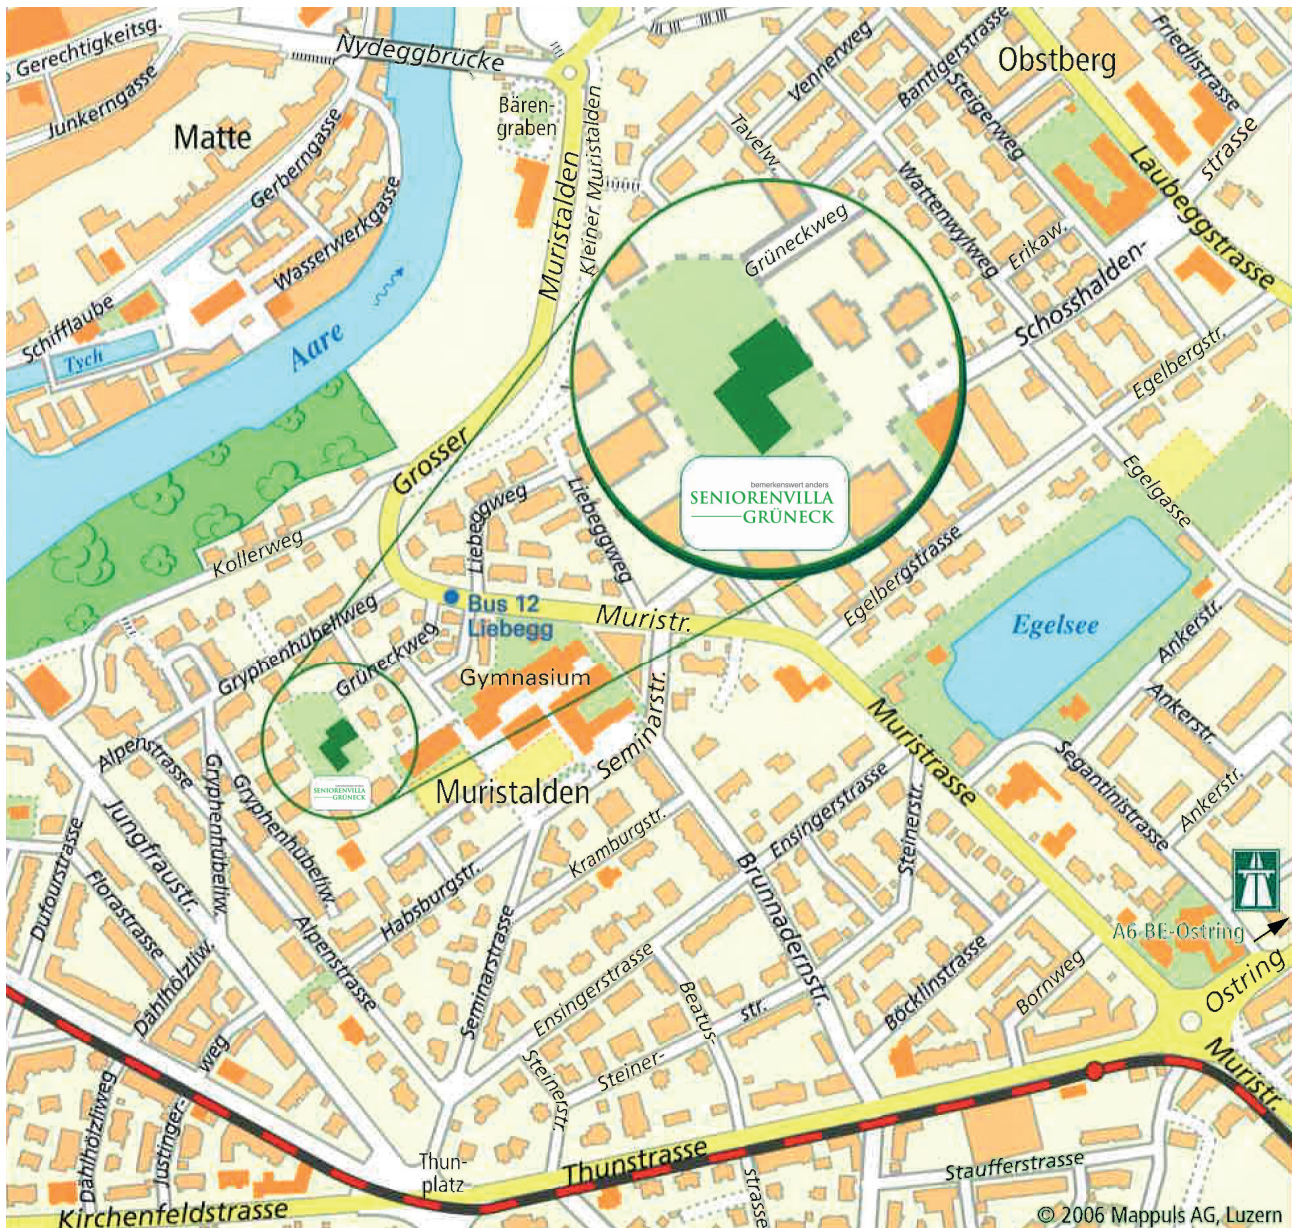 Gerechtigkeitsg.
Nydeggbrücke
Junkerngasse
Matte
Bären-
graben
Gerberngasse
Wasserwerkgasse
Schifflaube
Tych
Aare
Muristalden
Kleiner Muristalden
Grosser
Vennerweg
Tavelw.
Bantigerstrasse
Steigerweg
Obstberg
Friedlistrasse
Laubeggstrasse
strasse
Wattenwylweg
Erikaw.
Schosshalden-
Egelbergstr.
Grüneckweg
bemerkenswert anders
SENIORENVILLA
GRÜNECK
Egelgasse
Egelbergstrasse
Egelsee
Ankerstr.
Ankerstr.
Ankerstr.
Segantinistrasse
Kollerweg
Liebeggweg
Liebeggweg
Bus 12
Liebegg
Muristr.
Gryphenhübeliweg
Grüneckweg
Gymnasium
Seminarstr.
Muristalden
SENIORENVILLA
GRÜNECK
Alpenstrasse
Gryphenhübeliw.
Gryphenhübeliw.
Jungfraustr.
Dufourstrasse
Florastrasse
Dählhölzliw.
Alpenstrasse
Habsburgstr.
Kramburgstr.
Seminarstrasse
Ensingerstrasse
Ensingerstrasse
Steinerstr.
Muristrasse
Brunnadernstr.
Böcklinstrasse
Bornweg
A6-BE-Ostring
Ostring
Muristr.
Beatus-
strasse
Steiner-
str.
Steinerstr.
Dählhölzliweg
Justinger-
weg
Thun-
platz
Thunstrasse
Kirchenfeldstrasse
Staufferstrasse
© 2006 Mappuls AG, Luzern